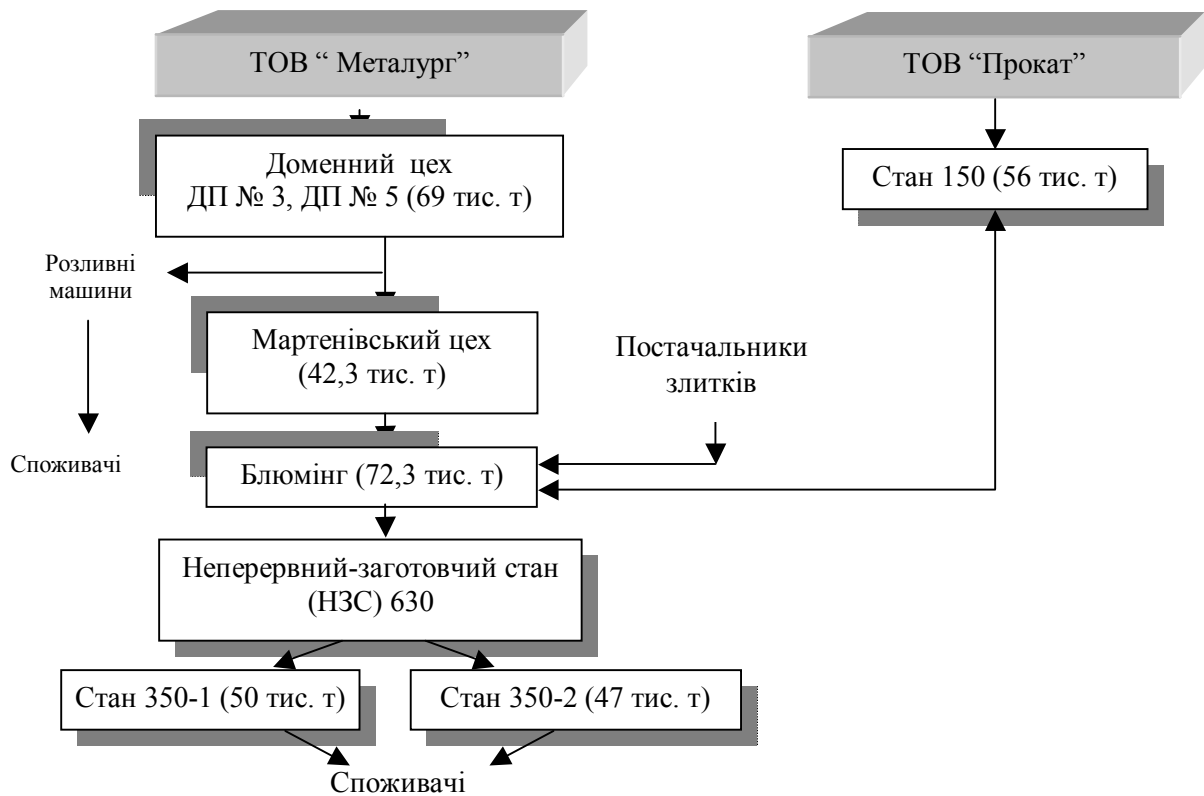 ТОВ “ Металург”
ТОВ “Прокат”
Доменний цех
ДП № 3, ДП № 5 (69 тис. т)
Стан 150 (56 тис. т)
Розливні
машини
Мартенівський цех
(42,3 тис. т)
Постачальники
злитків
Споживачі
Блюмінг (72,3 тис. т)
Неперервний-заготовчий стан
(НЗС) 630
Стан 350-1 (50 тис. т)
Стан 350-2 (47 тис. т)
Споживачі